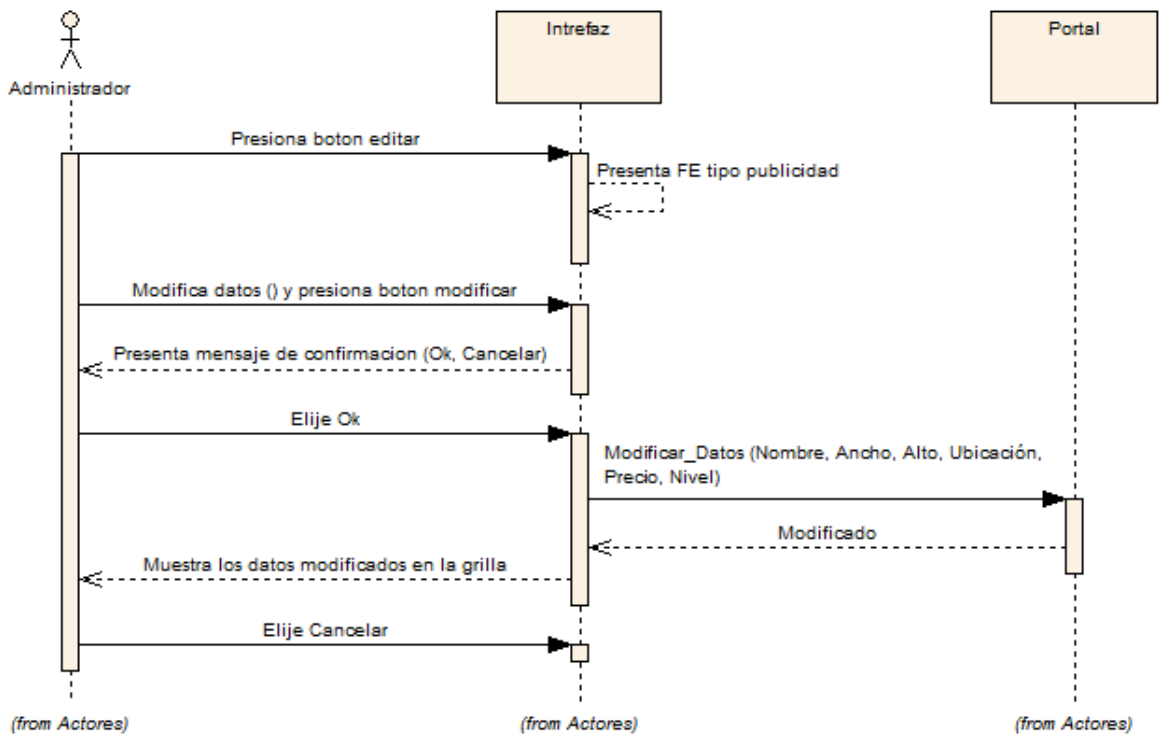 Intrefaz
Portal
Administrador
Presiona boton editar
Presenta FE tipo publicidad
Modifica datos () y presiona boton modificar
Presenta mensaje de confirmacion (Ok, Cancelar)
Elije Ok
Modificar_Datos (Nombre, Ancho, Alto, Ubicación,
Precio, Nivel)
Modificado
Muestra los datos modificados en la grilla
Elije Cancelar
(from Actores)
(from Actores)
(from Actores)